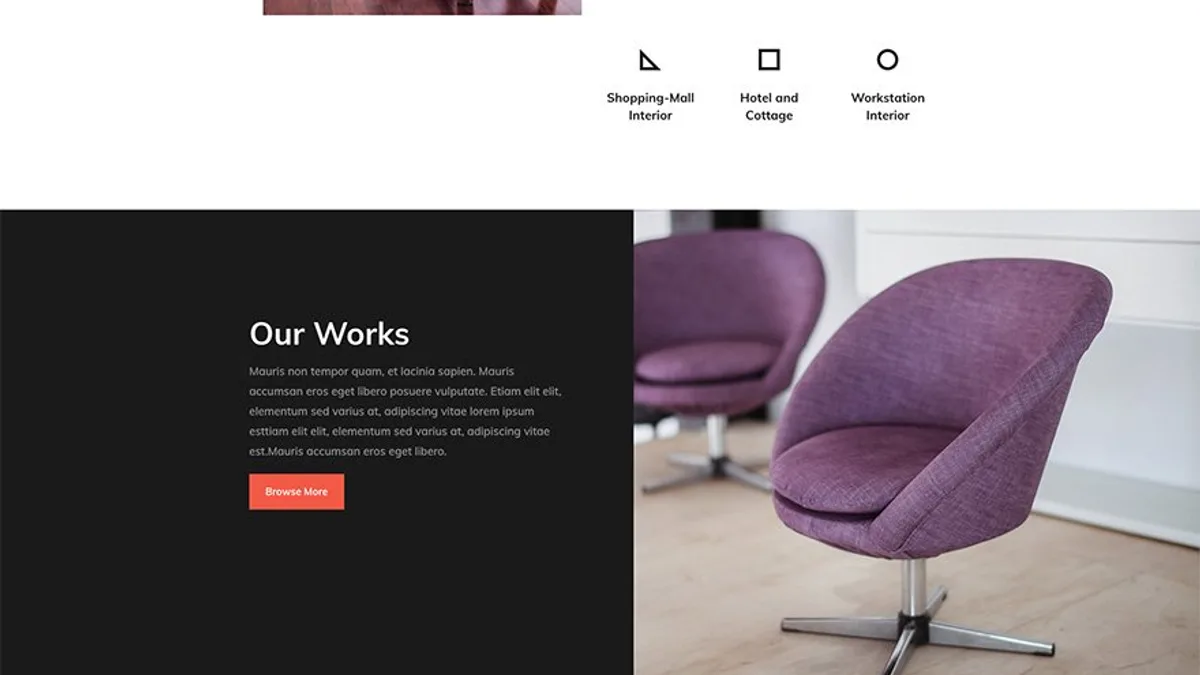 Shopping-Mall
Interior
Hotel and
Cottage
Workstation
Interior
Our Works
Mauris non tempor quam, et lacinia sapien. Mauris
accumsan eros eget libero posuere vulputate. Etiam elit elit,
elementum sed varius at, adipiscing vitae lorem ipsum
esttiam elit elit, elementum sed varius at, adipiscing vitae
est.Mauris accumsan eros eget libero.
Browse More